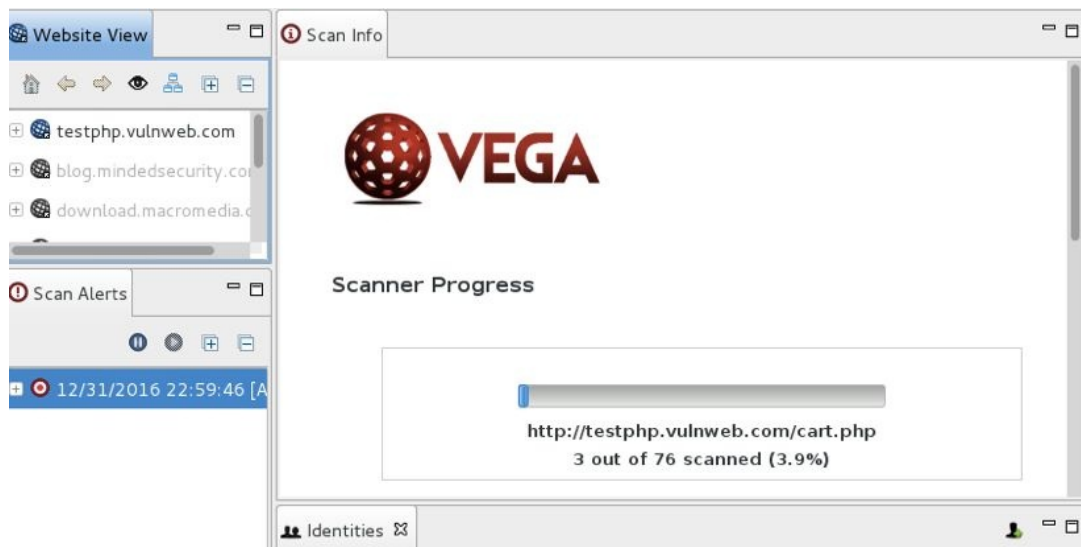 Website View
testphp.vulnweb.com
blog.mindedsecurity.co
download.macromedia.
Scan Alerts
12/31/2016 22:59:46 [A
Scan Info
VEGA
Scanner Progress
http://testphp.vulnweb.com/cart.php
3 out of 76 scanned (3.9%)
Identities